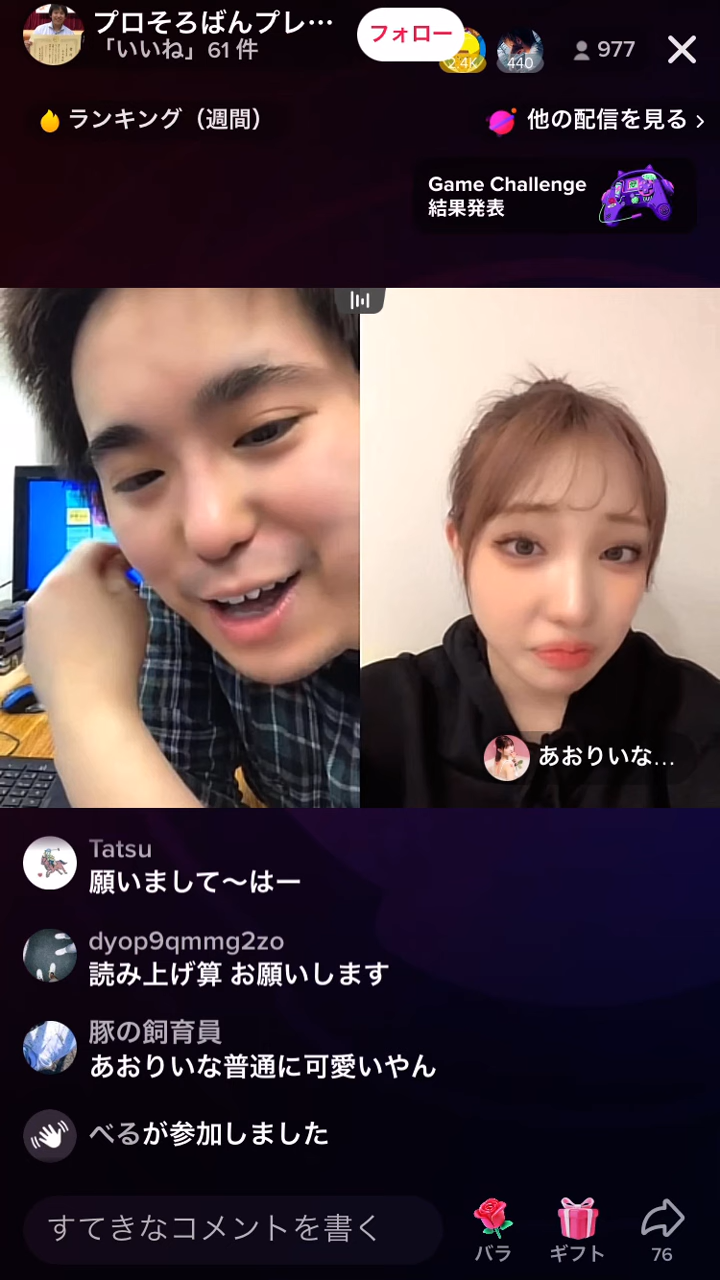 プロそろばんプレ…
「いいね」61 件
フォロー
2.4K
440
977
ランキング（週間）
他の配信を見る
Game Challenge
結果発表
あおりいな…
Tatsu
願いまして〜はー
dyop9qmmg2zo
読み上げ算 お願いします
豚の飼育員
あおりいな普通に可愛いやん
べるが参加しました
すてきなコメントを書く
バラ
ギフト
76